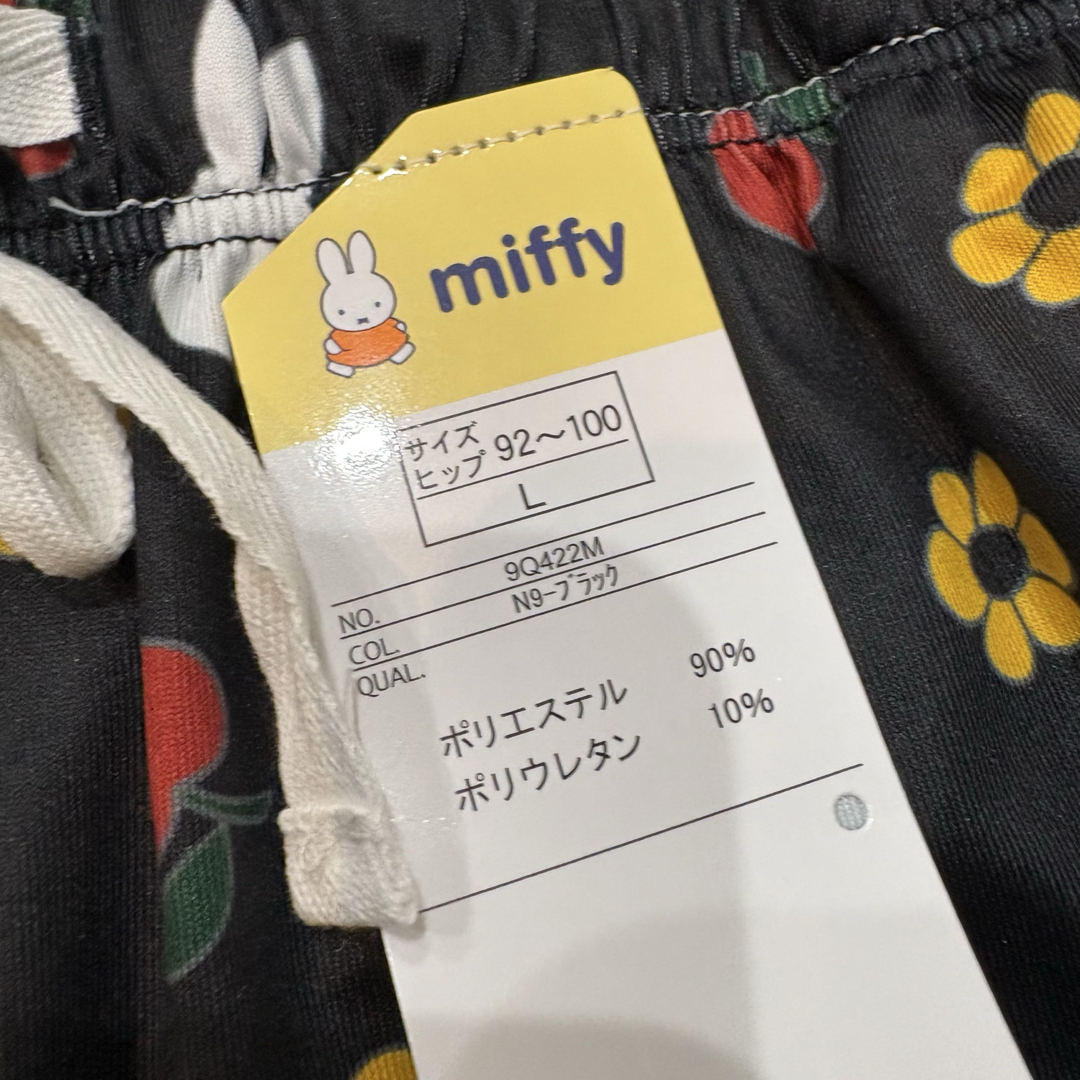 miffy
サイズ
ヒップ 92～100
L
NO. 9Q422M
COL. N9-ブラック
QUAL.
ポリエステル 90%
ポリウレタン 10%